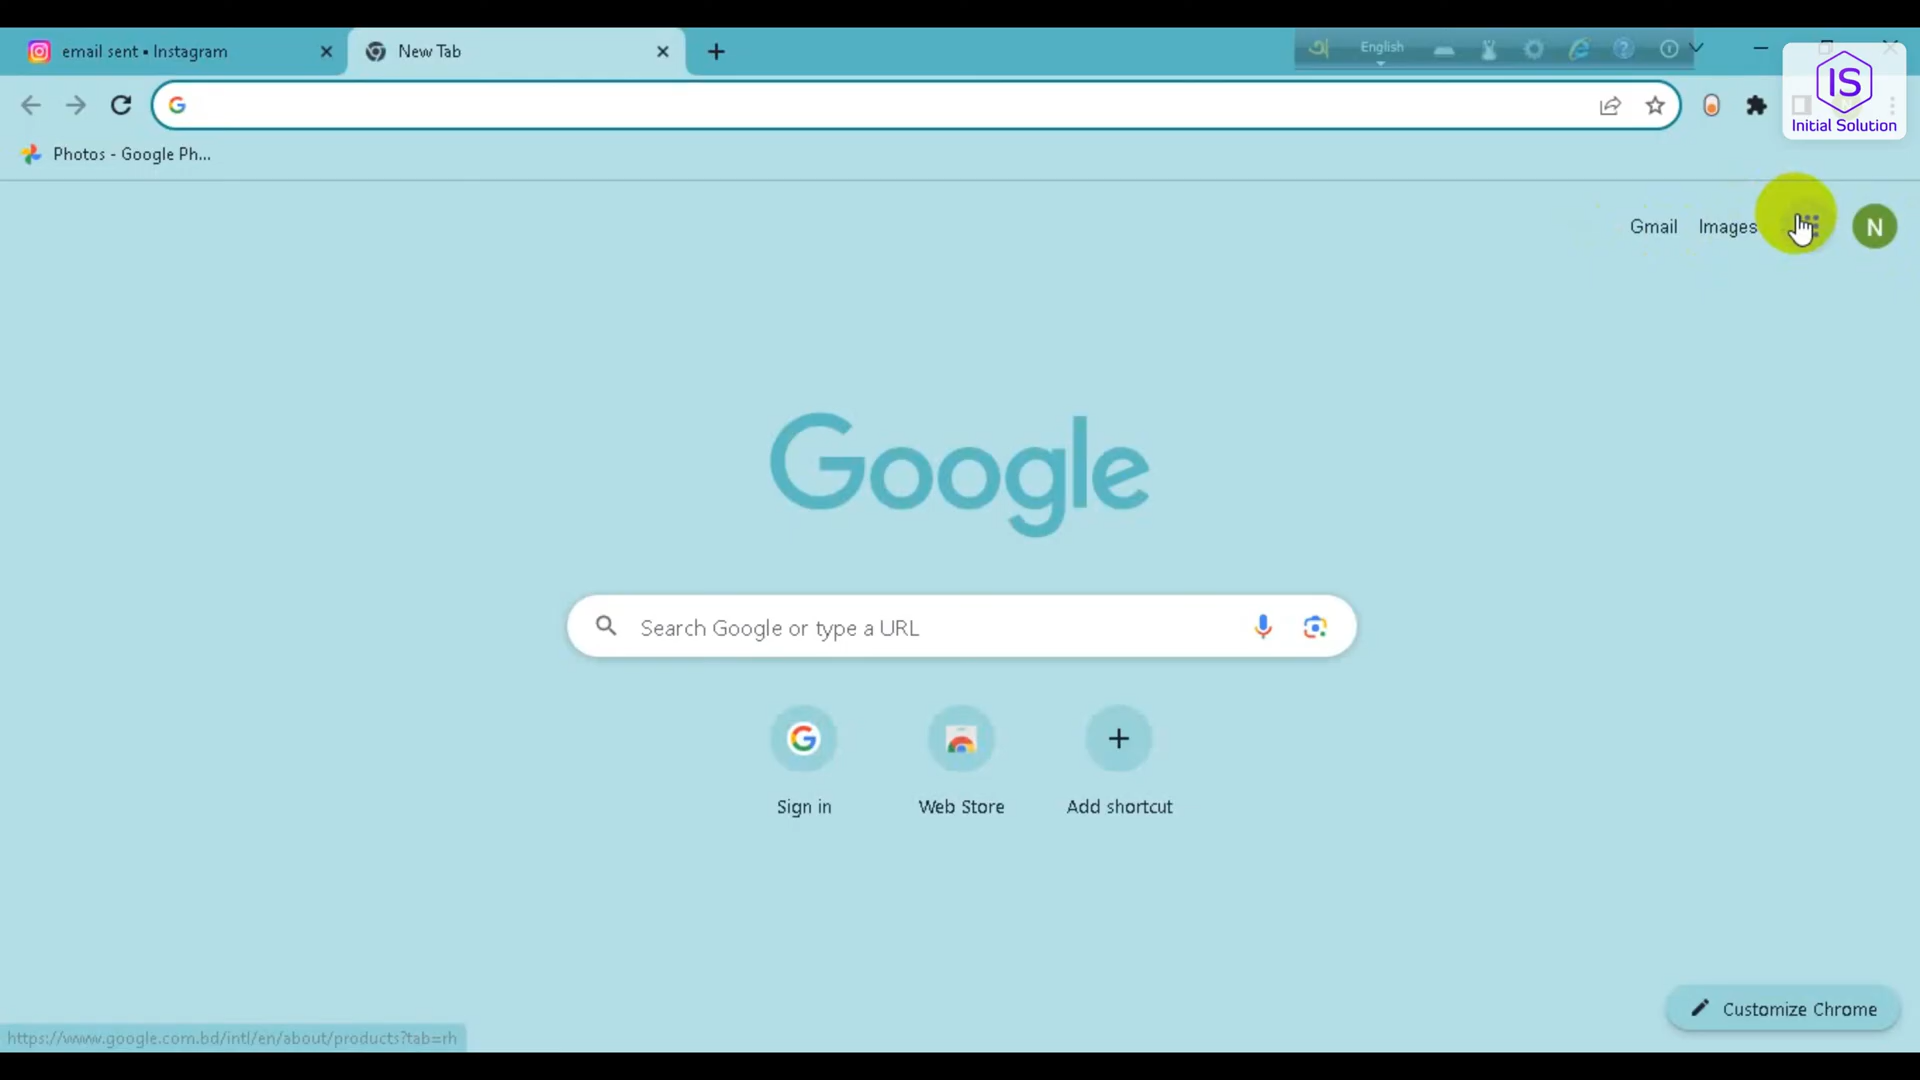 email sent • Instagram
New Tab
English
IS
Initial Solution
Photos - Google Ph...
Gmail
Images
N
Google
Search Google or type a URL
Sign in
Web Store
Add shortcut
Customize Chrome
https://www.google.com.bd/intl/en/about/products?tab=rh